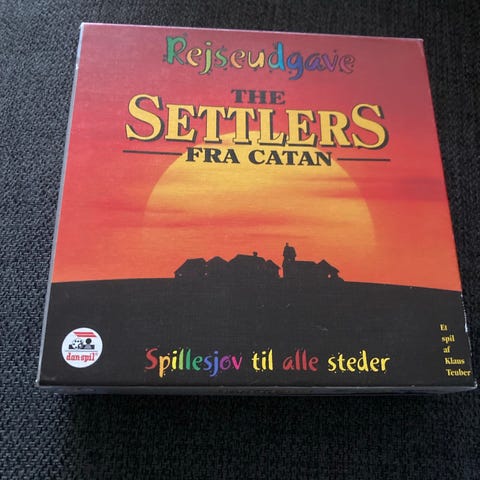 Rejseudgave
THE
SETTLERS
FRA CATAN
dan spil
Spillesjov til alle steder
Et
spil
af
Klaus
Teuber